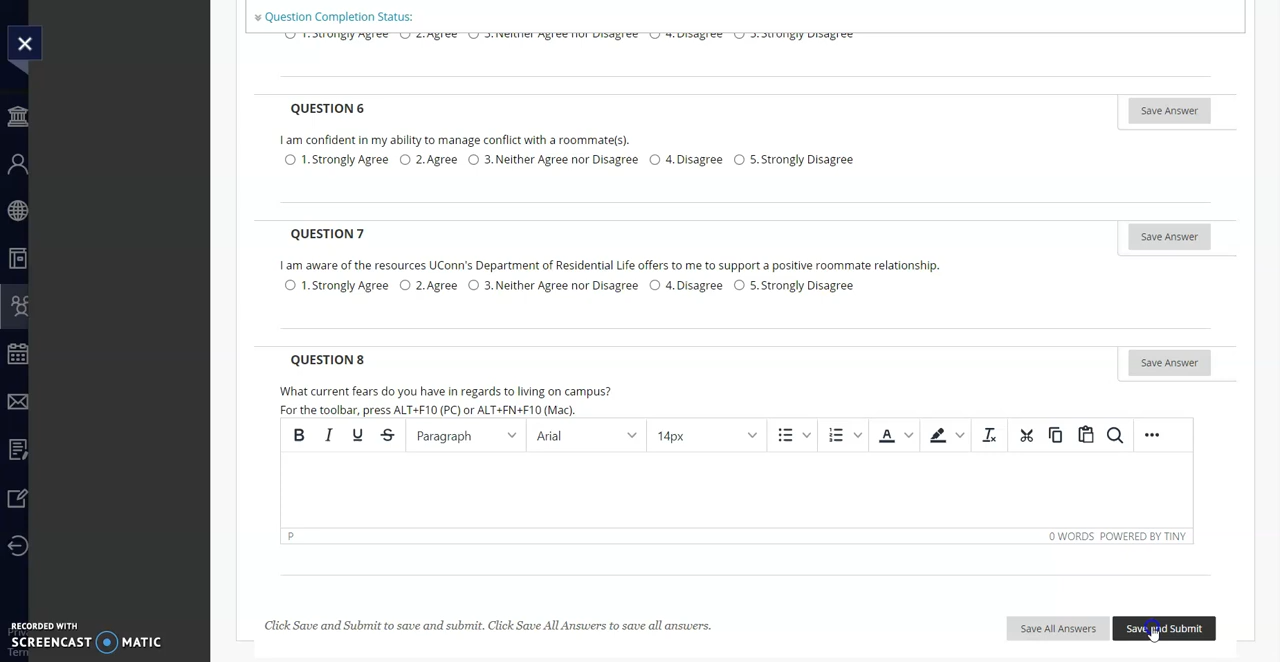 Question Completion Status:
1. Strongly Agree 2. Agree 3. Neither Agree nor Disagree 4. Disagree 5. Strongly Disagree
QUESTION 6
Save Answer
I am confident in my ability to manage conflict with a roommate(s).
1. Strongly Agree 2. Agree 3. Neither Agree nor Disagree 4. Disagree 5. Strongly Disagree
QUESTION 7
Save Answer
I am aware of the resources UConn's Department of Residential Life offers to me to support a positive roommate relationship.
1. Strongly Agree 2. Agree 3. Neither Agree nor Disagree 4. Disagree 5. Strongly Disagree
QUESTION 8
Save Answer
What current fears do you have in regards to living on campus?
For the toolbar, press ALT+F10 (PC) or ALT+FN+F10 (Mac).
B I U S Paragraph Arial 14px A
P 0 WORDS POWERED BY TINY
Click Save and Submit to save and submit. Click Save All Answers to save all answers.
Save All Answers Save and Submit
RECORDED WITH
SCREENCAST MATIC